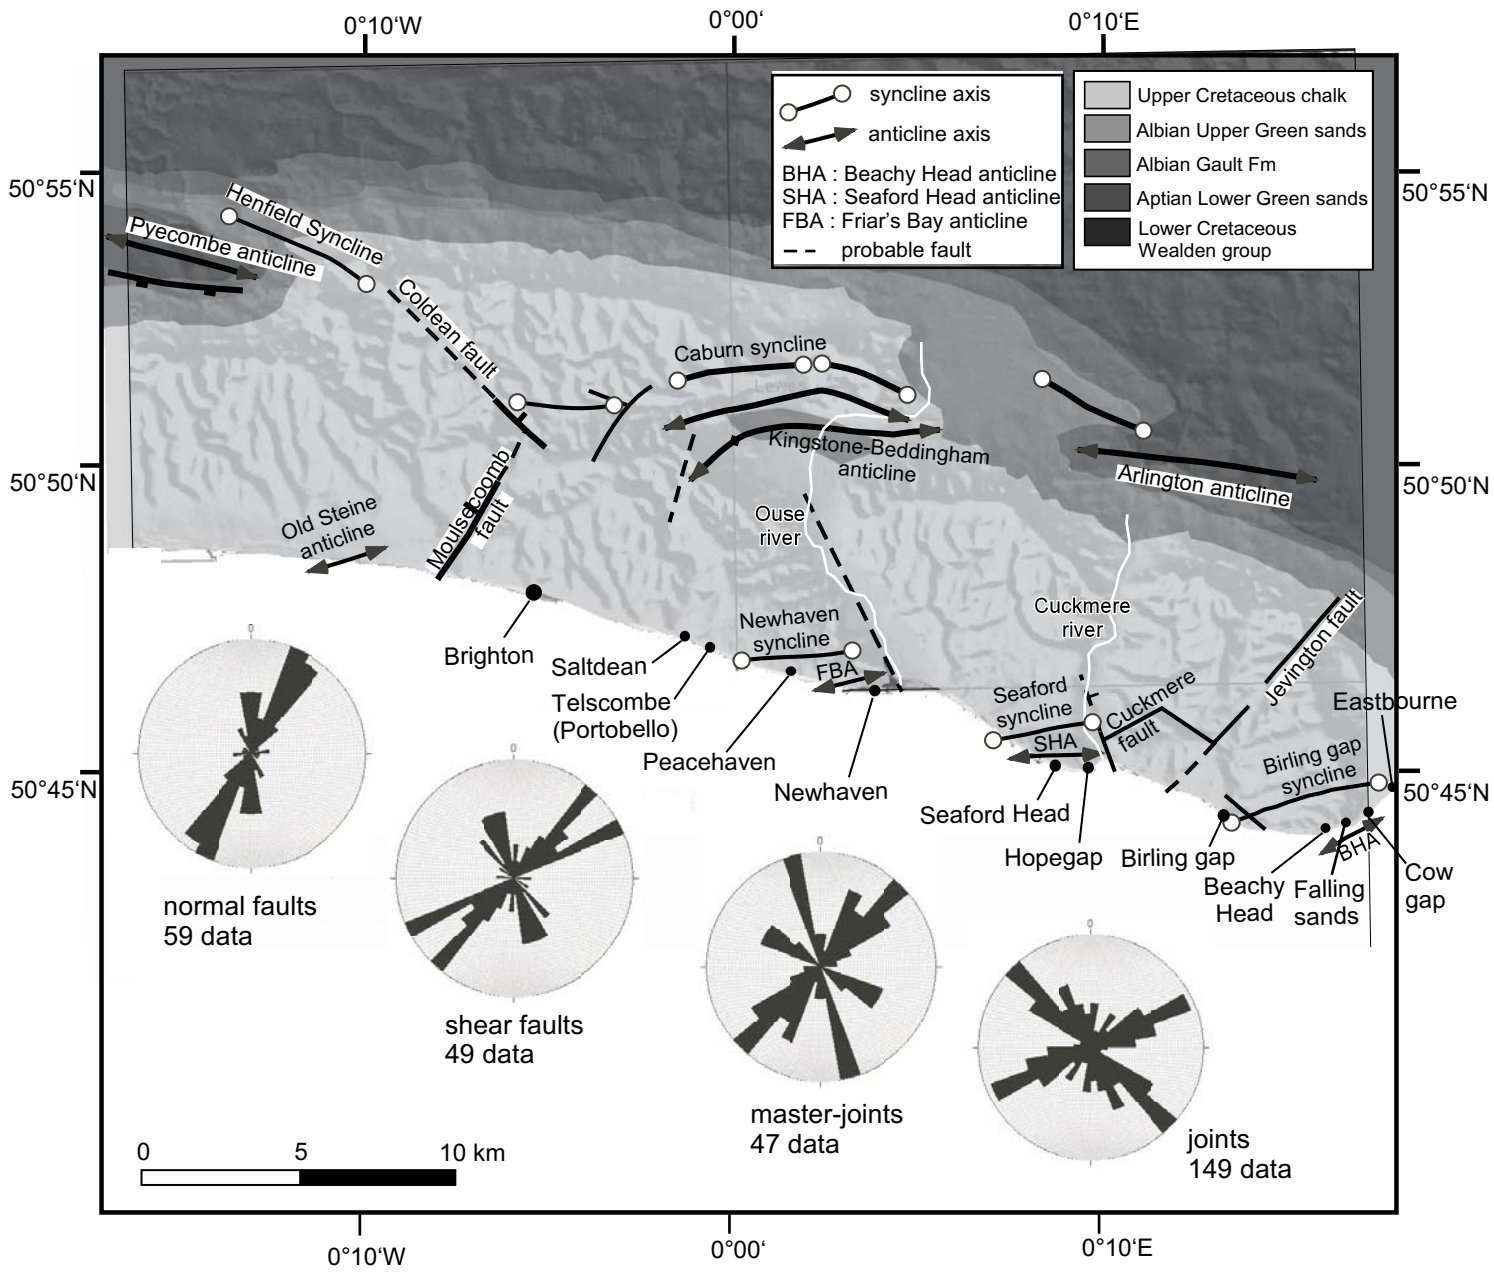 0°10‘W
0°00‘
0°10‘E
syncline axis
anticline axis
BHA : Beachy Head anticline
SHA : Seaford Head anticline
FBA : Friar's Bay anticline
probable fault
Upper Cretaceous chalk
Albian Upper Green sands
Albian Gault Fm
Aptian Lower Green sands
Lower Cretaceous
Wealden group
50°55‘N
50°55‘N
Henfield Syncline
Pyecombe anticline
Coldean fault
Caburn syncline
Lewes
Kingstone-Beddingham
anticline
Arlington anticline
50°50‘N
50°50‘N
Old Steine
anticline
Moulsecoomb
fault
Ouse
river
Cuckmere
river
Jevington fault
Brighton
Saltdean
Telscombe
(Portobello)
Newhaven
syncline
FBA
Peacehaven
Newhaven
Seaford
syncline
SHA
Cuckmere
fault
Eastbourne
Birling gap
syncline
50°45‘N
50°45‘N
Seaford Head
Hopegap
Birling gap
Beachy
Head
Falling
sands
BHA
Cow
gap
0
normal faults
59 data
0
shear faults
49 data
0
master-joints
47 data
0
joints
149 data
0 5 10 km
0°10‘W
0°00‘
0°10‘E